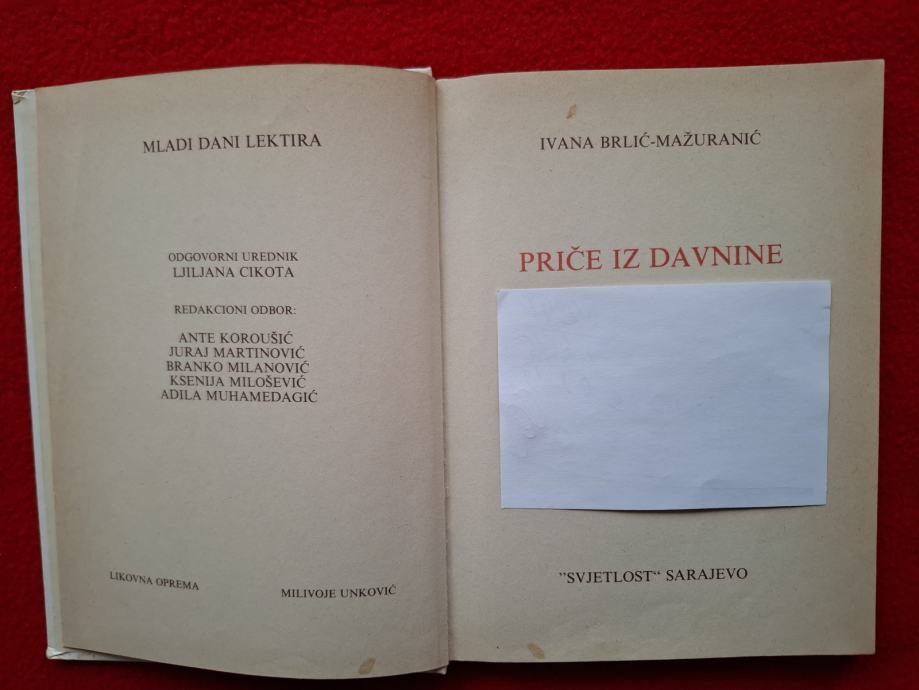 MLADI DANI LEKTIRA
ODGOVORNI UREDNIK
LJILJANA CIKOTA
REDAKCIONI ODBOR:
ANTE KOROUŠIĆ
JURAJ MARTINOVIĆ
BRANKO MILANOVIĆ
KSENIJA MILOŠEVIĆ
ADILA MUHAMEDAGIĆ
LIKOVNA OPREMA
MILIVOJE UNKOVIĆ
IVANA BRLIĆ-MAŽURANIĆ
PRIČE IZ DAVNINE
”SVJETLOST“ SARAJEVO